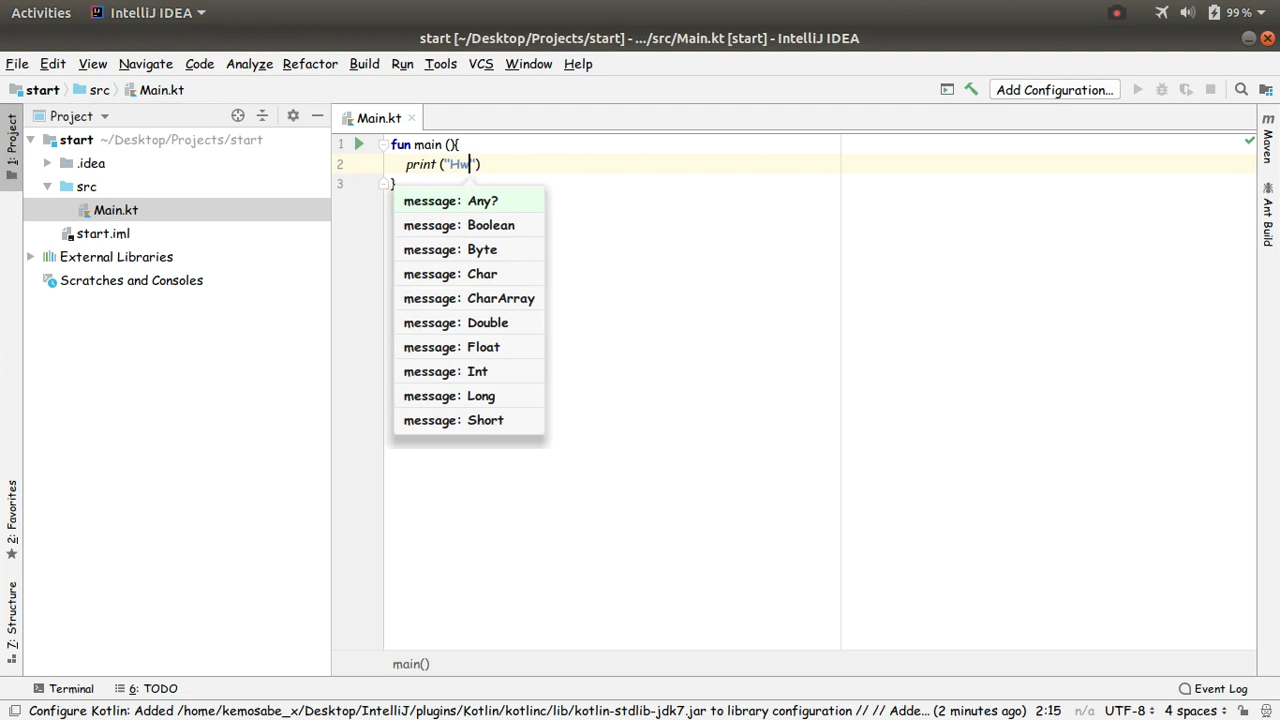 Activities IntelliJ IDEA 99 %
start [~/Desktop/Projects/start] - .../src/Main.kt [start] - IntelliJ IDEA
File Edit View Navigate Code Analyze Refactor Build Run Tools VCS Window Help
start src Main.kt Add Configuration...
1: Project
Project
start ~/Desktop/Projects/start
.idea
src
Main.kt
start.iml
External Libraries
Scratches and Consoles
2: Favorites
7: Structure
Main.kt
1 fun main (){
2 print ("Hw")
3 }
message: Any?
message: Boolean
message: Byte
message: Char
message: CharArray
message: Double
message: Float
message: Int
message: Long
message: Short
main()
m Maven
Ant Build
Terminal 6: TODO Event Log
Configure Kotlin: Added /home/kemosabe_x/Desktop/IntelliJ/plugins/Kotlin/kotlinc/lib/kotlin-stdlib-jdk7.jar to library configuration // // Adde... (2 minutes ago) 2:15 n/a UTF-8 4 spaces